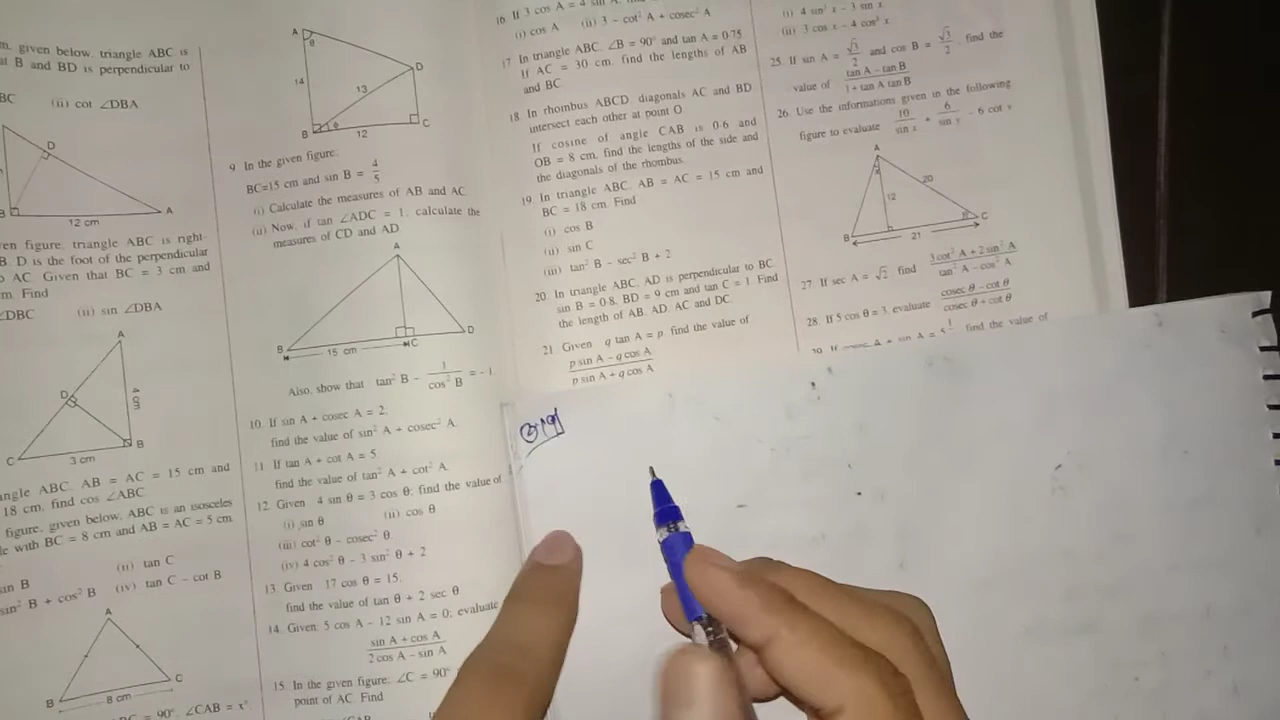 n, given below, triangle ABC is
at B and BD is perpendicular to
BC (ii) cot ∠DBA
D
B
A
12 cm
en figure, triangle ABC is right-
B. D is the foot of the perpendicular
AC. Given that BC = 3 cm and
m. Find
∠DBC (ii) sin ∠DBA
A
D
4 cm
B
C
3 cm
angle ABC, AB = AC = 15 cm and
18 cm, find cos ∠ABC
figure, given below, ABC is an isosceles
le with BC = 8 cm and AB = AC = 5 cm.
sin B (ii) tan C
sin² B + cos² B (iv) tan C - cot B
A
B
C
8 cm
BC = 90°, ∠CAB = x°
A
θ
D
14
13
B
12
C
9 In the given figure:
BC=15 cm and sin B = 4/5
(i) Calculate the measures of AB and AC.
(ii) Now, if tan ∠ADC = 1; calculate the
measures of CD and AD.
A
B
15 cm
C
D
Also, show that tan² B - 1/cos² B = -1.
10. If sin A + cosec A = 2;
find the value of sin² A + cosec² A.
11 If tan A + cot A = 5
find the value of tan² A + cot² A.
12. Given 4 sin θ = 3 cos θ; find the value of
(i) sin θ (ii) cos θ
(iii) cot² θ - cosec² θ.
(iv) 4 cos² θ - 3 sin² θ + 2
13. Given 17 cos θ = 15;
find the value of tan θ + 2 sec θ
14. Given; 5 cos A - 12 sin A = 0; evaluate
sin A + cos A
2 cos A - sin A
15. In the given figure; ∠C = 90°
point of AC. Find
16 If 3 cos A = 4 sin A,
(i) cos A (ii) 3 - cot² A + cosec² A
17 In triangle ABC, ∠B = 90° and tan A = 0·75
If AC = 30 cm, find the lengths of AB
and BC.
18. In rhombus ABCD, diagonals AC and BD
intersect each other at point O.
If cosine of angle CAB is 0·6 and
OB = 8 cm, find the lengths of the side and
the diagonals of the rhombus.
19. In triangle ABC, AB = AC = 15 cm and
BC = 18 cm. Find
(i) cos B
(ii) sin C
(iii) tan² B - sec² B + 2
20. In triangle ABC, AD is perpendicular to BC.
sin B = 0·8, BD = 9 cm and tan C = 1. Find
the length of AB, AD, AC and DC.
21 Given q tan A = p, find the value of
p sin A - q cos A
p sin A + q cos A
(i) 4 sin² x - 3 sin x
(ii) 3 cos x - 4 cos³ x
25. If sin A = √3/2 and cos B = √3/2, find the
value of tan A - tan B / 1 + tan A tan B
26. Use the informations given in the following
figure to evaluate 10/sin x + 6/sin y - 6 cot y
A
x
12
20
B
y
C
21
27. If sec A = √2 find 3 cot² A + 2 sin² A / tan² A - cos² A
28. If 5 cos θ = 3, evaluate cosec θ - cot θ / cosec θ + cot θ
find the value of